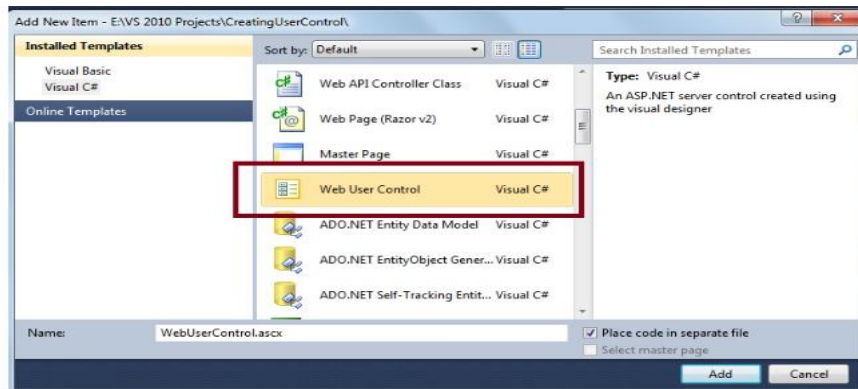 Add New Item - E:\VS 2010 Projects\CreatingUserControl\
Installed Templates
Visual Basic
Visual C#
Online Templates
Sort by: Default
Search Installed Templates
Web API Controller Class Visual C#
Web Page (Razor v2) Visual C#
Master Page Visual C#
Web User Control Visual C#
ADO.NET Entity Data Model Visual C#
ADO.NET EntityObject Gener... Visual C#
ADO.NET Self-Tracking Entit... Visual C#
Type: Visual C#
An ASP.NET server control created using
the visual designer
Name: WebUserControl.ascx
Place code in separate file
Select master page
Add Cancel